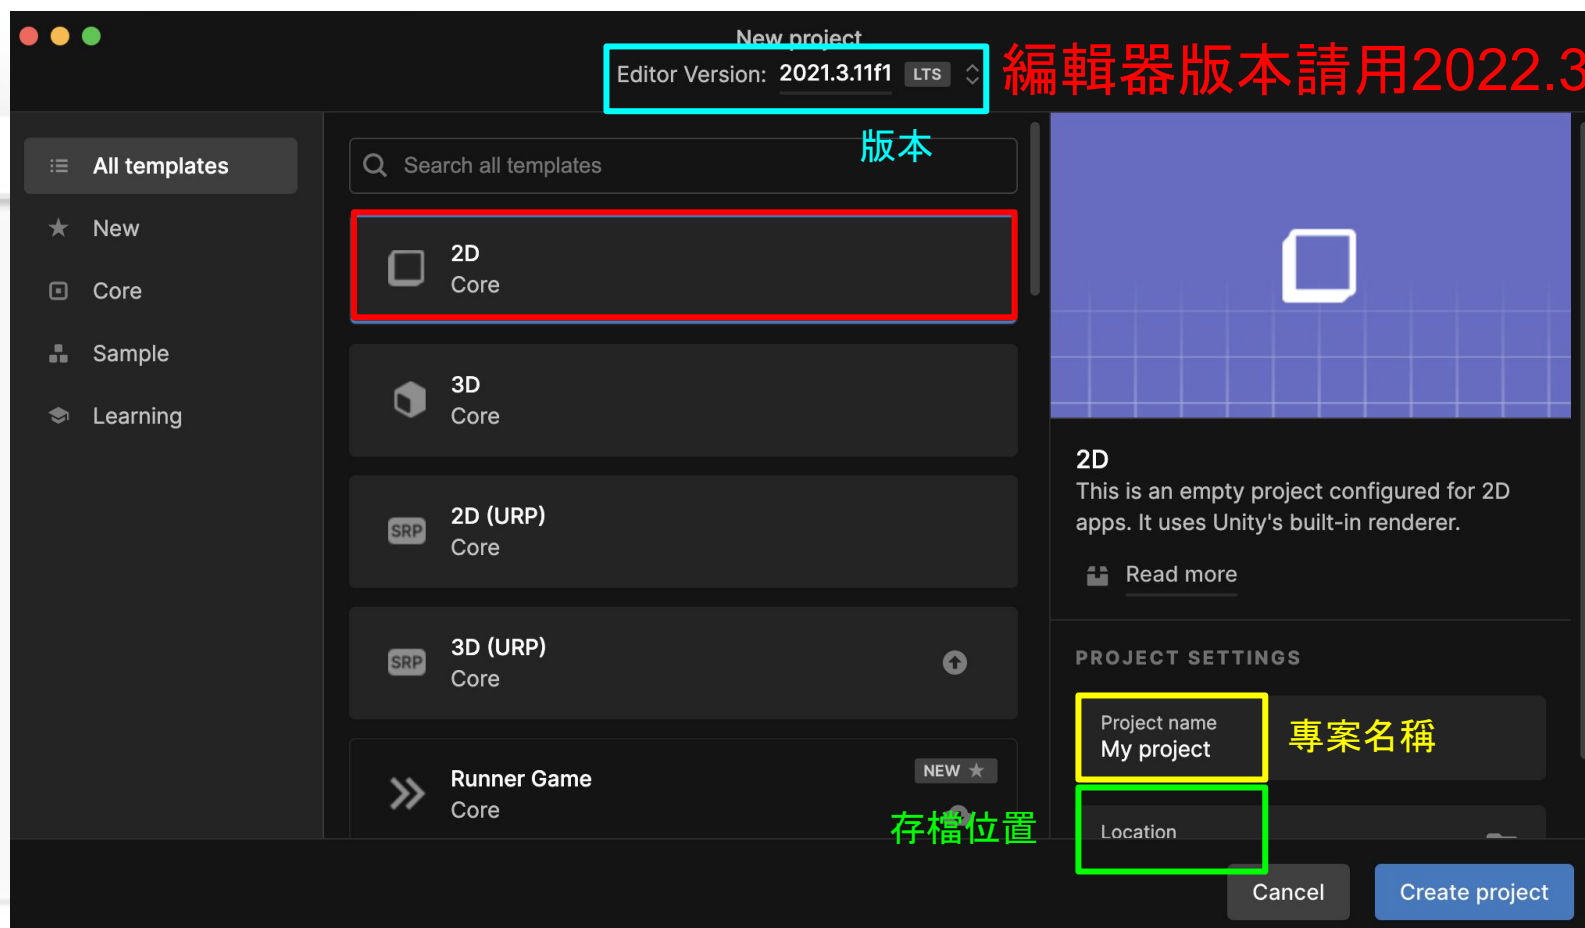 New project
Editor Version: 2021.3.11f1 LTS
編輯器版本請用2022.3
版本
All templates
New
Core
Sample
Learning
Search all templates
2D
Core
3D
Core
2D (URP)
Core
3D (URP)
Core
Runner Game
Core
NEW
SRP
SRP
2D
This is an empty project configured for 2D
apps. It uses Unity's built-in renderer.
Read more
PROJECT SETTINGS
Project name
My project
專案名稱
存檔位置
Location
Cancel
Create project